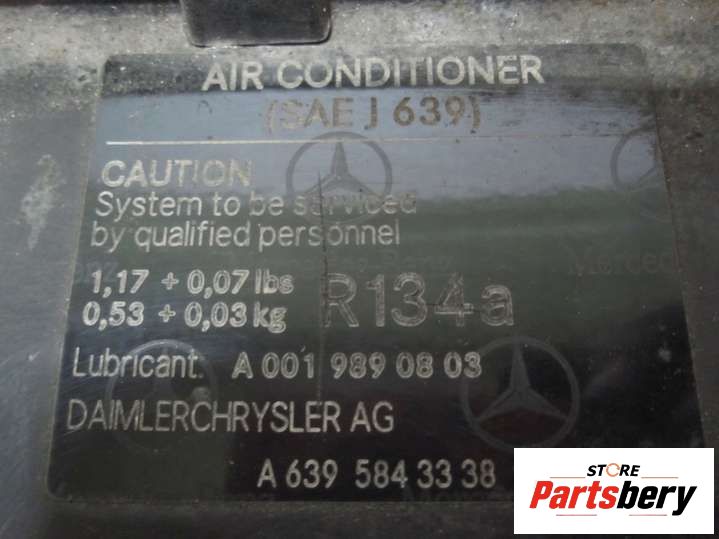 AIR CONDITIONER
(SAE J 639)
CAUTION
System to be serviced
by qualified personnel
1,17 + 0,07 lbs
0,53 + 0,03 kg
R134a
Lubricant: A 001 989 08 03
DAIMLERCHRYSLER AG
A 639 584 33 38
STORE
Partsbery